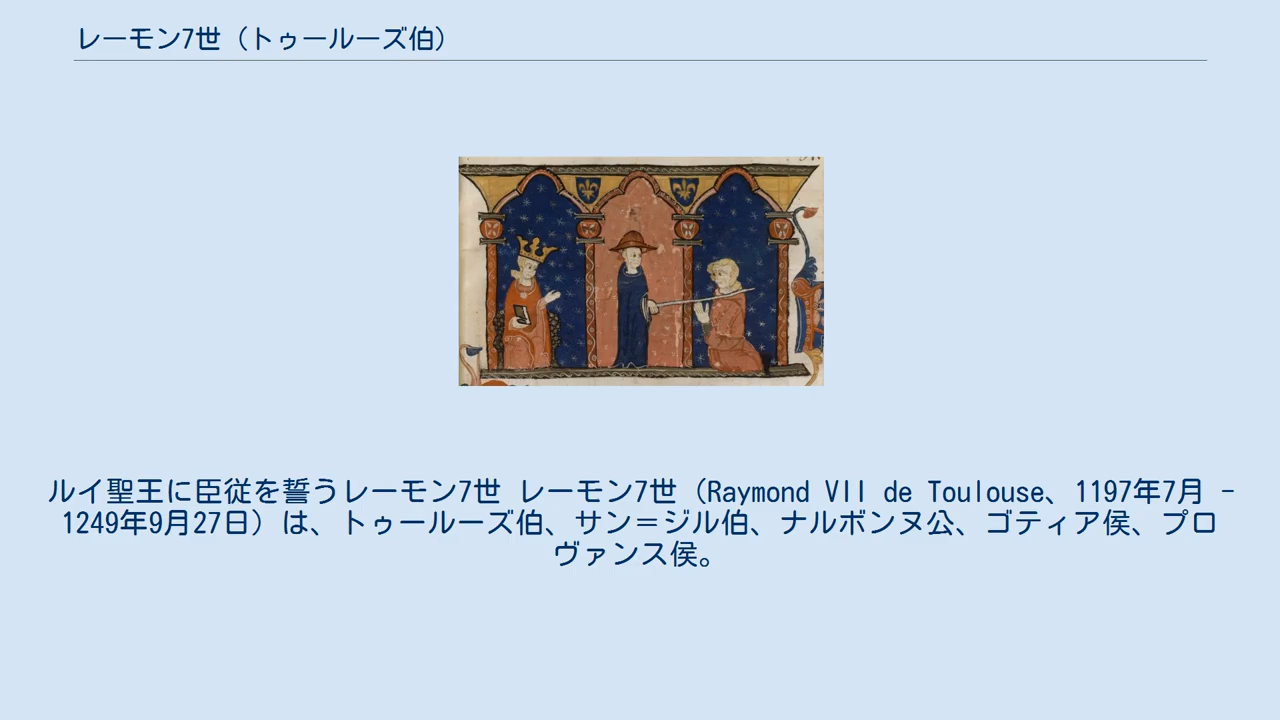 レーモン7世（トゥールーズ伯）
ルイ聖王に臣従を誓うレーモン7世 レーモン7世（Raymond VII de Toulouse、1197年7月 -
1249年9月27日）は、トゥールーズ伯、サン＝ジル伯、ナルボンヌ公、ゴティア侯、プロ
ヴァンス侯。